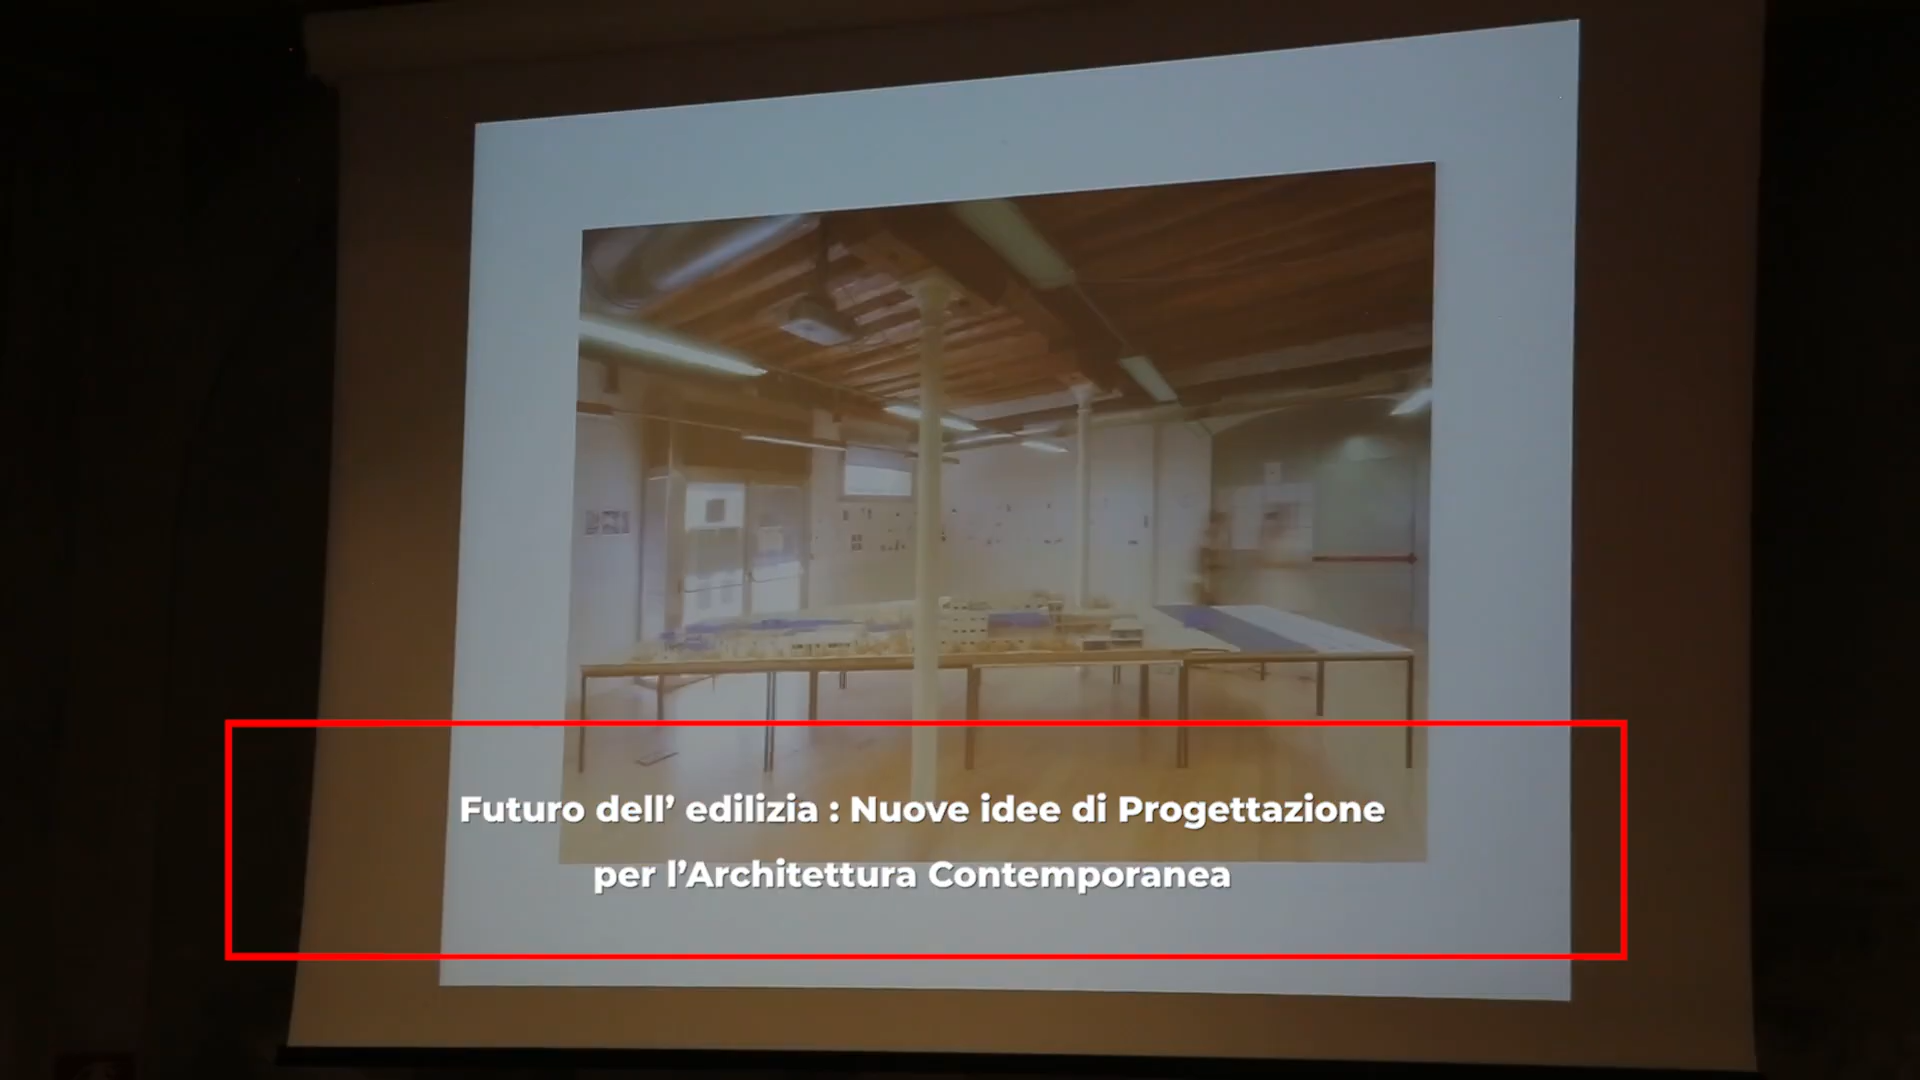 Futuro dell’ edilizia : Nuove idee di Progettazione
per l’Architettura Contemporanea